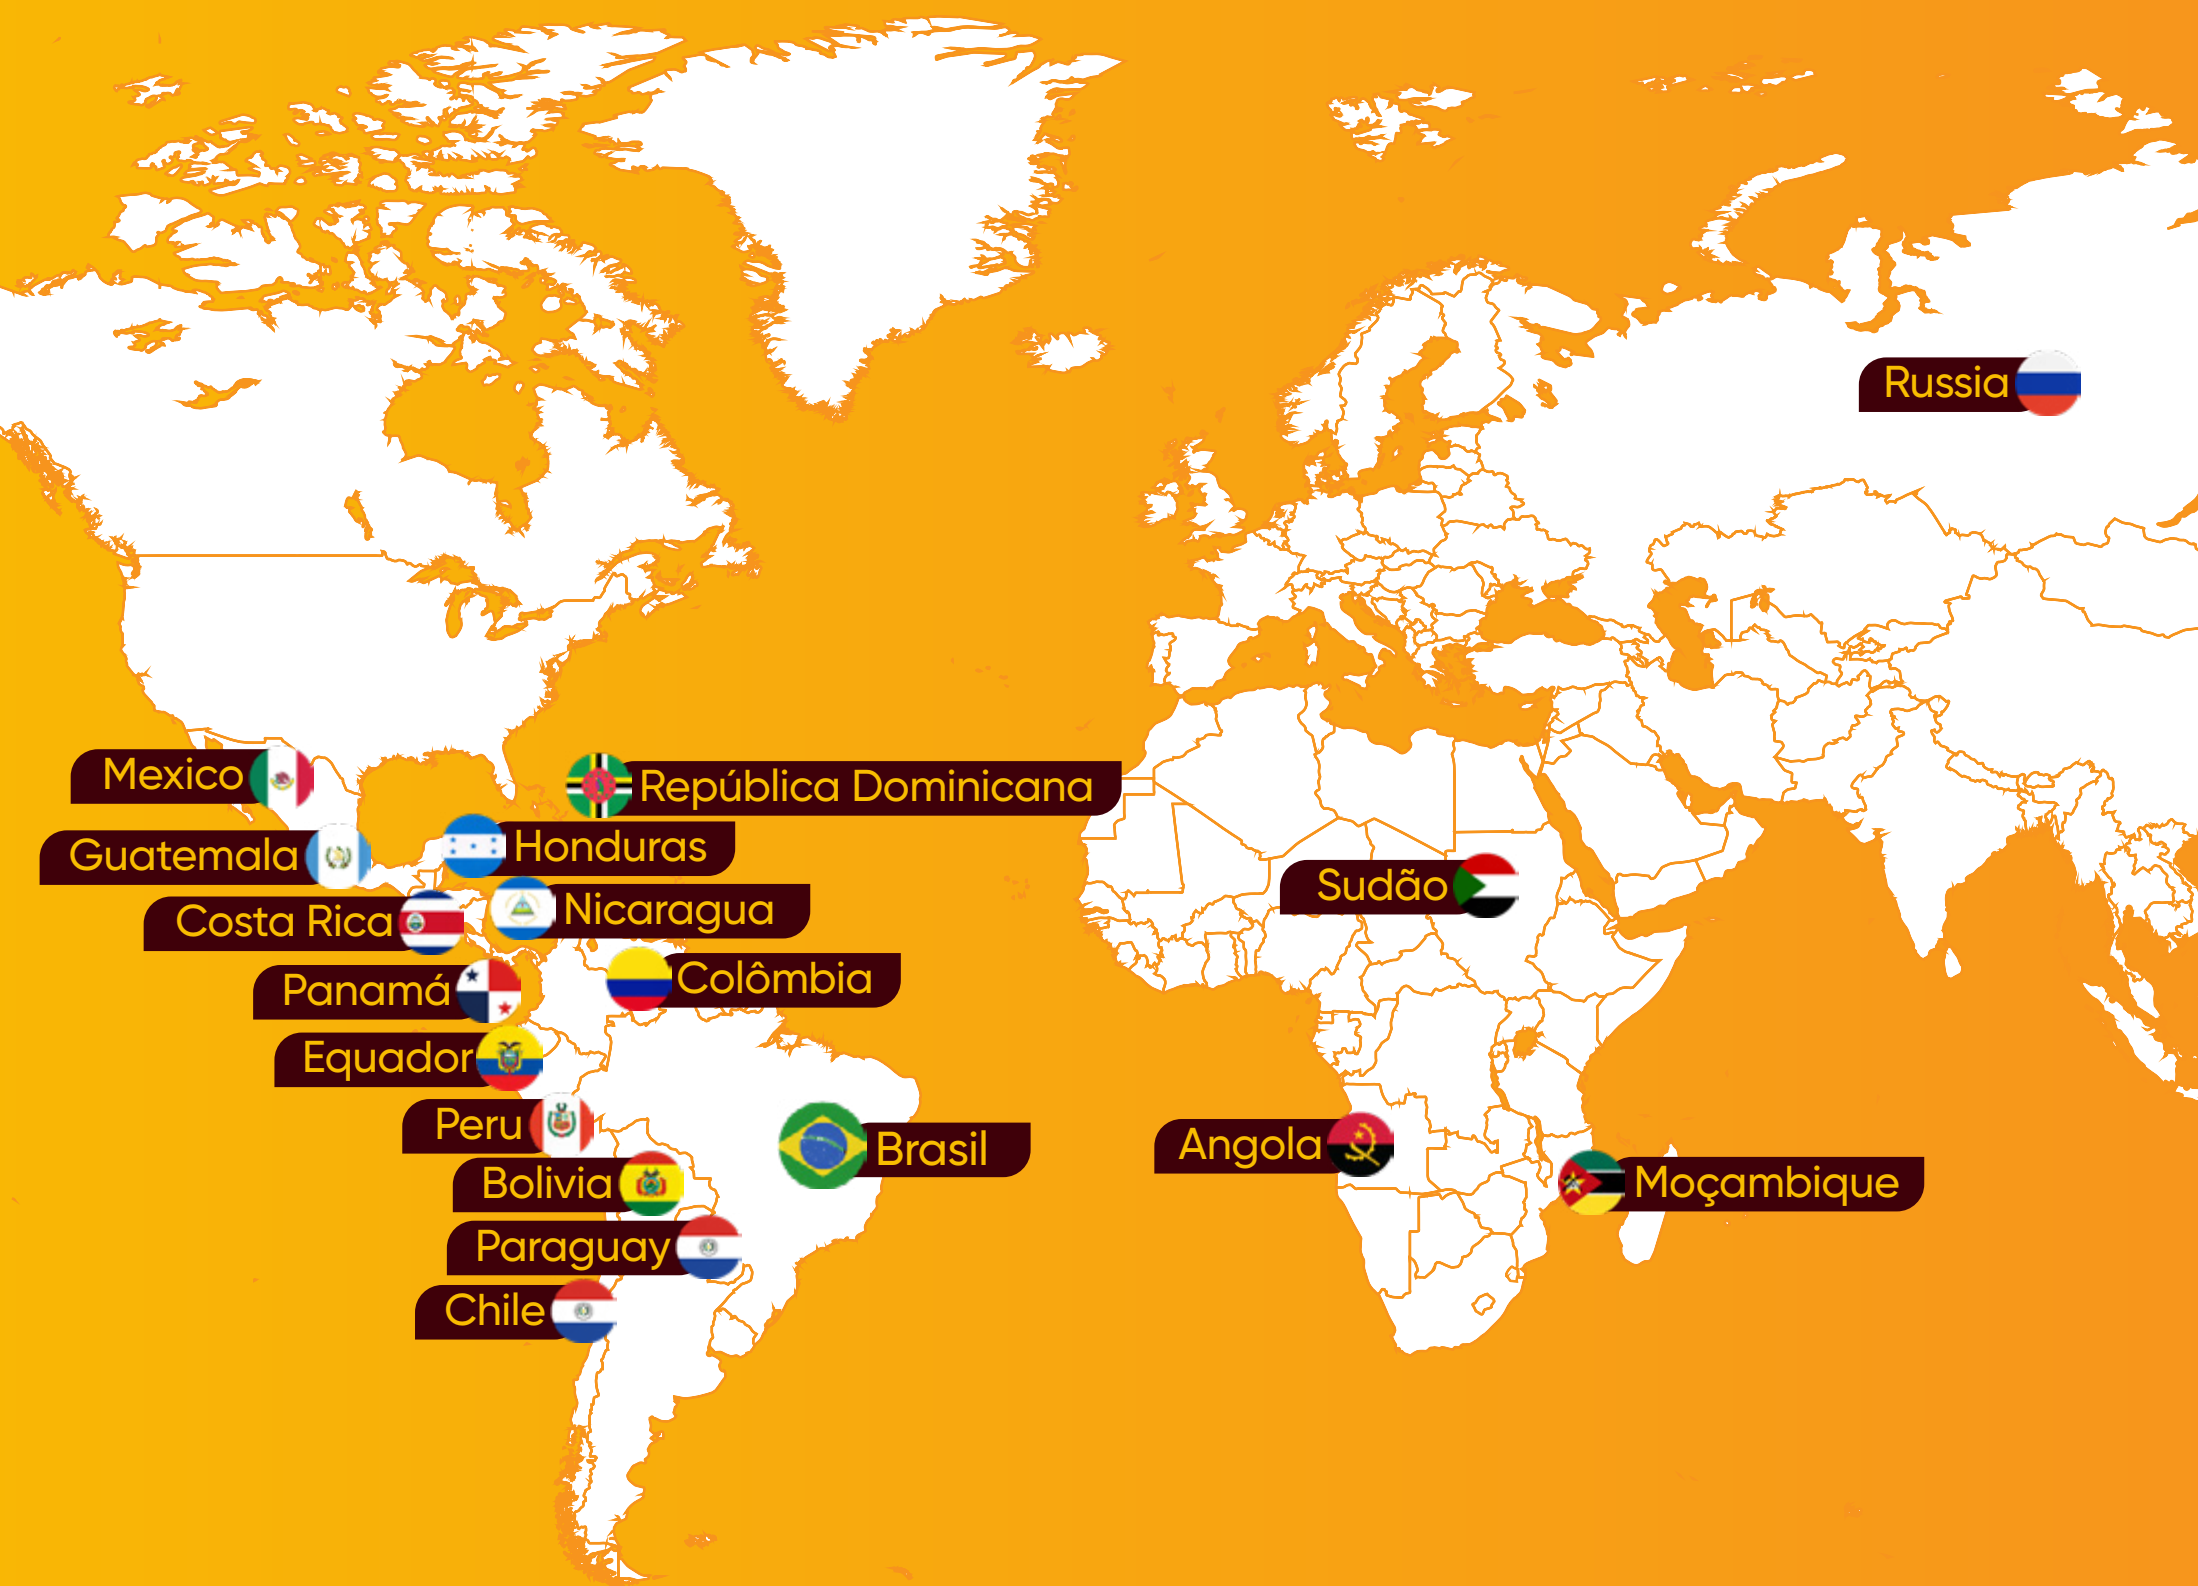 Russia
Mexico
República Dominicana
Guatemala
Honduras
Sudão
Costa Rica
Nicaragua
Panamá
Colômbia
Equador
Peru
Brasil
Angola
Bolivia
Moçambique
Paraguay
Chile